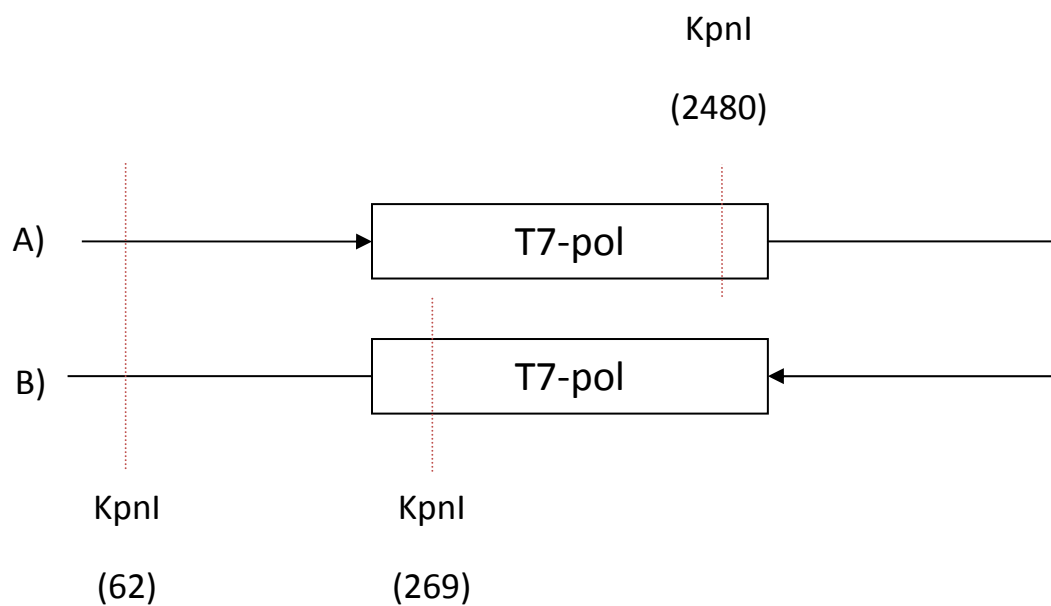 KpnI
(2480)
A) T7-pol
B) T7-pol
KpnI KpnI
(62) (269)